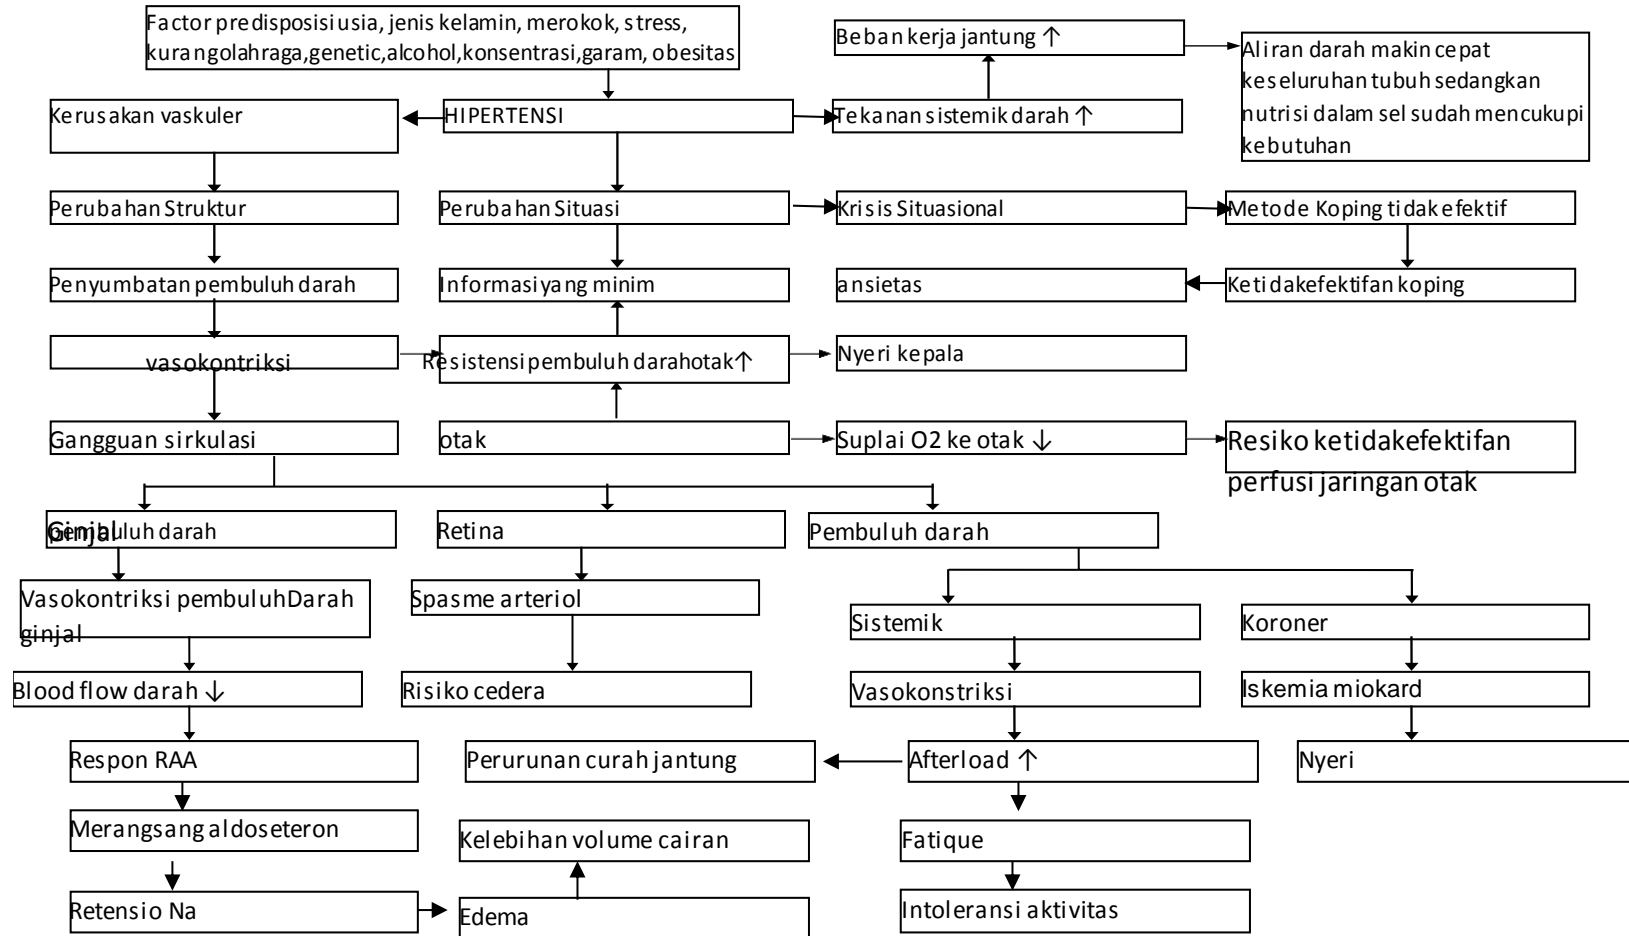 Factor predisposisi usia, jenis kelamin, merokok, stress,
kurangolahraga,genetic,alcohol,konsentrasi,garam, obesitas
Beban kerja jantung ↑
Aliran darah makin cepat
keseluruhan tubuh sedangkan
nutrisi dalam sel sudah mencukupi
kebutuhan
Kerusakan vaskuler
HIPERTENSI
Tekanan sistemik darah ↑
Perubahan Struktur
Perubahan Situasi
Krisis Situasional
Metode Koping tidak efektif
Penyumbatan pembuluh darah
Informasi yang minim
ansietas
Ketidakefektifan koping
vasokontriksi
Resistensi pembuluh darahotak↑
Nyeri kepala
Gangguan sirkulasi
otak
Suplai O2 ke otak ↓
Resiko ketidakefektifan
perfusi jaringan otak
Ginjal
pembuluh darah
Retina
Pembuluh darah
Vasokontriksi pembuluhDarah
ginjal
Spasme arteriol
Sistemik
Koroner
Blood flow darah ↓
Risiko cedera
Vasokonstriksi
Iskemia miokard
Respon RAA
Perurunan curah jantung
Afterload ↑
Nyeri
Merangsang aldoseteron
Kelebihan volume cairan
Fatique
Retensio Na
Edema
Intoleransi aktivitas